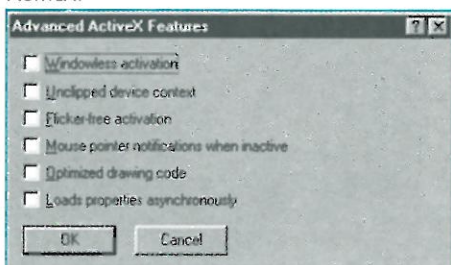 Advanced ActiveX Features
Windowless activation
Unclipped device context
Flicker-free activation
Mouse pointer notifications when inactive
Optimized drawing code
Loads properties asynchronously
OK Cancel